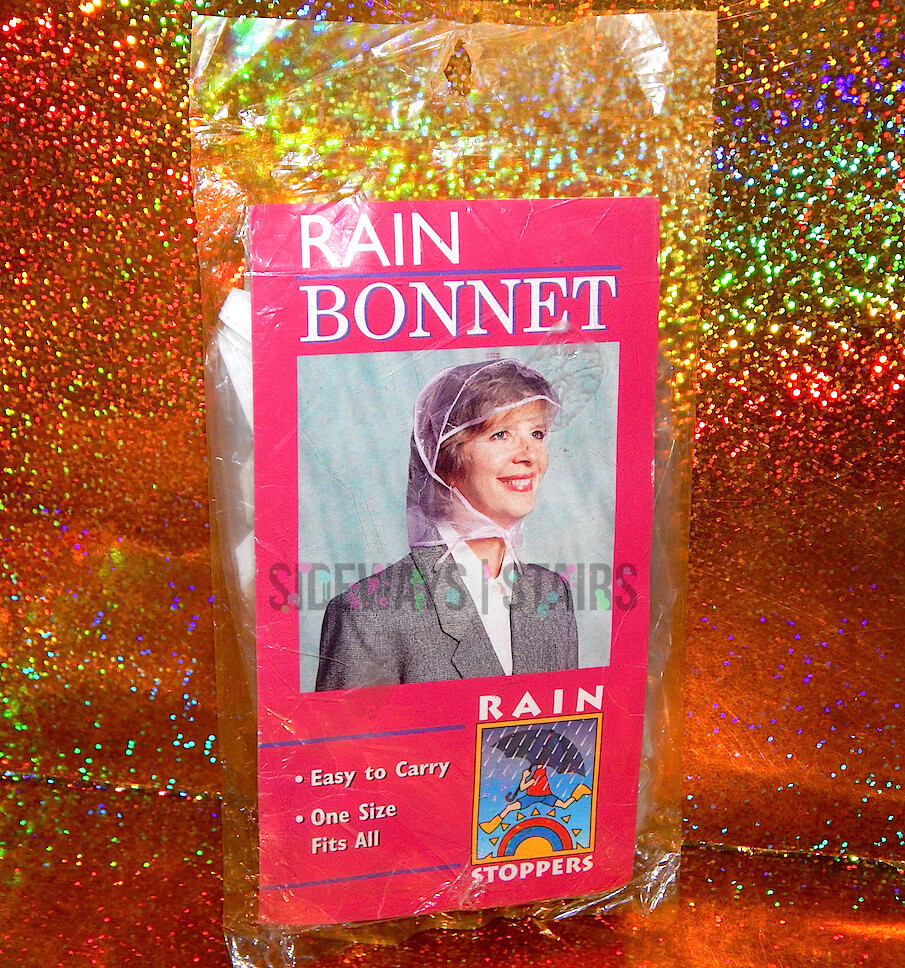 RAIN
BONNET
SIDEWAYS | STAIRS
RAIN
• Easy to Carry
• One Size
Fits All
STOPPERS